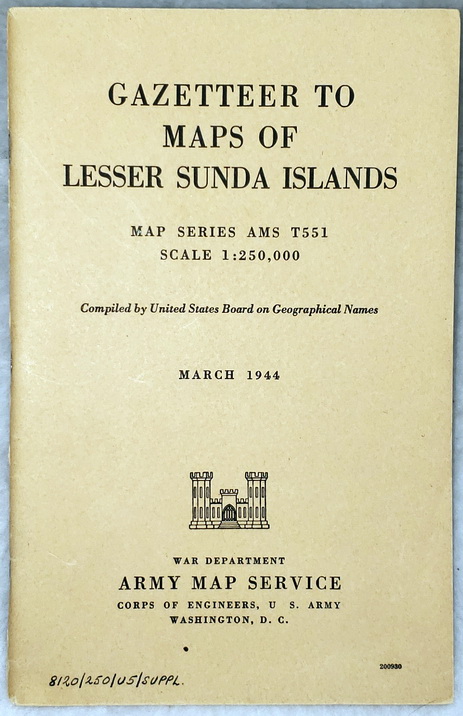 GAZETTEER TO
MAPS OF
LESSER SUNDA ISLANDS
MAP SERIES AMS T551
SCALE 1:250,000
Compiled by United States Board on Geographical Names
MARCH 1944
WAR DEPARTMENT
ARMY MAP SERVICE
CORPS OF ENGINEERS, U S. ARMY
WASHINGTON, D. C.
200930
8120/250/U5/SUPPL.